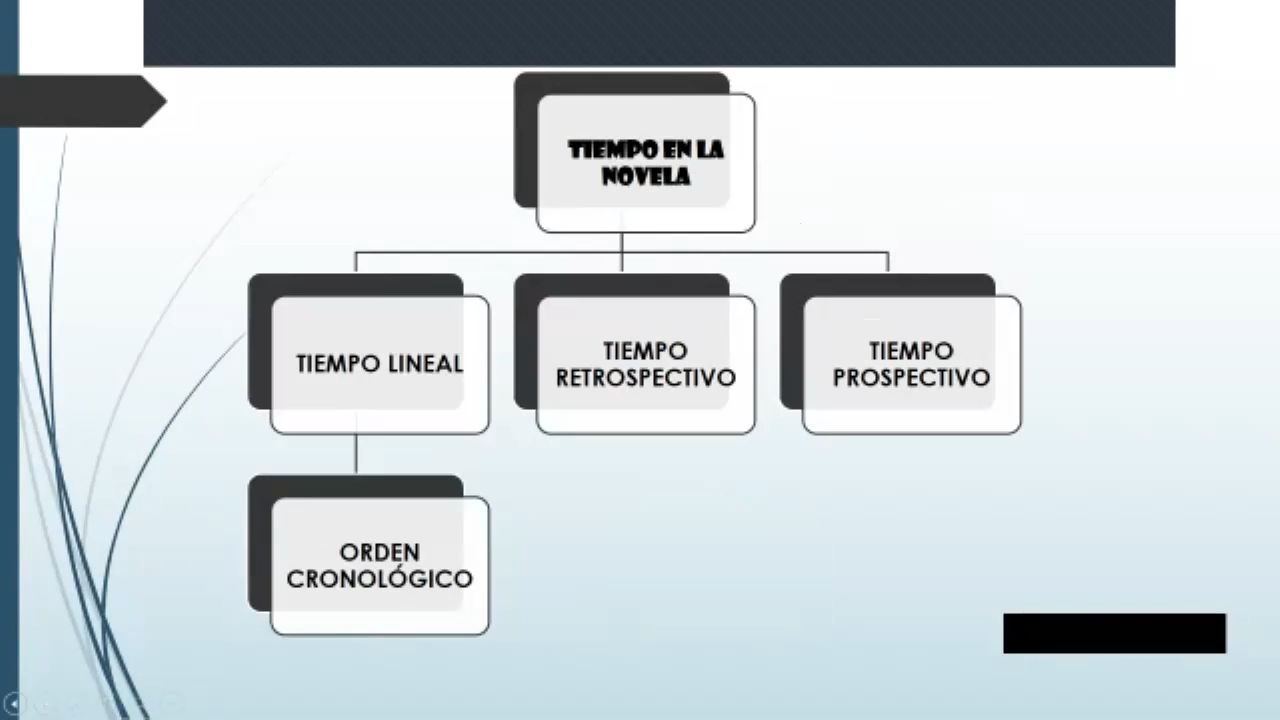 TIEMPO EN LA
NOVELA
TIEMPO LINEAL
TIEMPO
RETROSPECTIVO
TIEMPO
PROSPECTIVO
ORDEN
CRONOLÓGICO